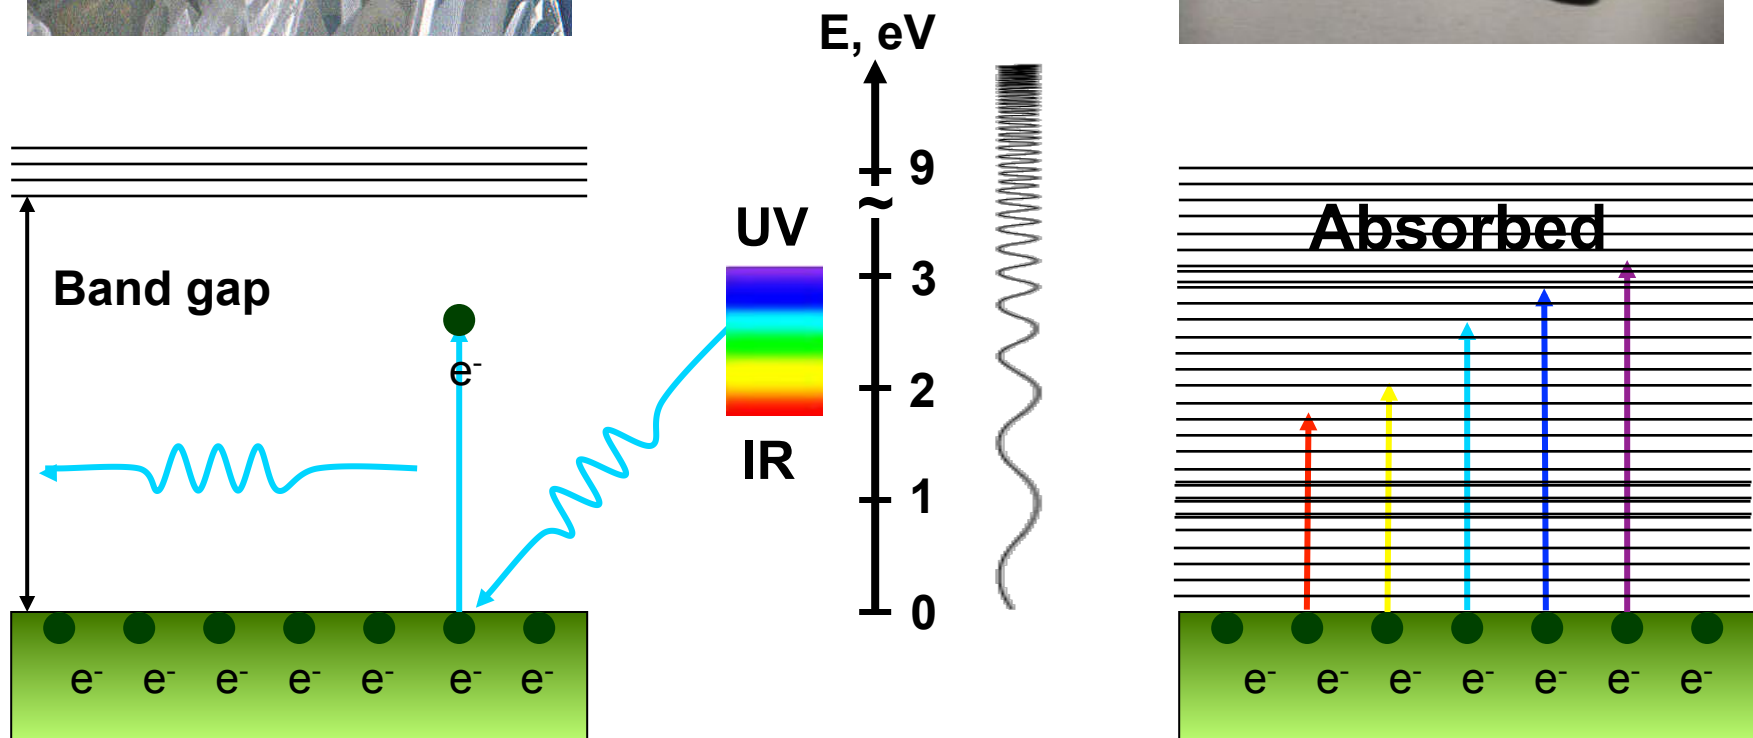 E, eV
9
~
UV
Absorbed
3
Band gap
e-
2
IR
1
0
e- e- e- e- e- e- e-
e- e- e- e- e- e- e-